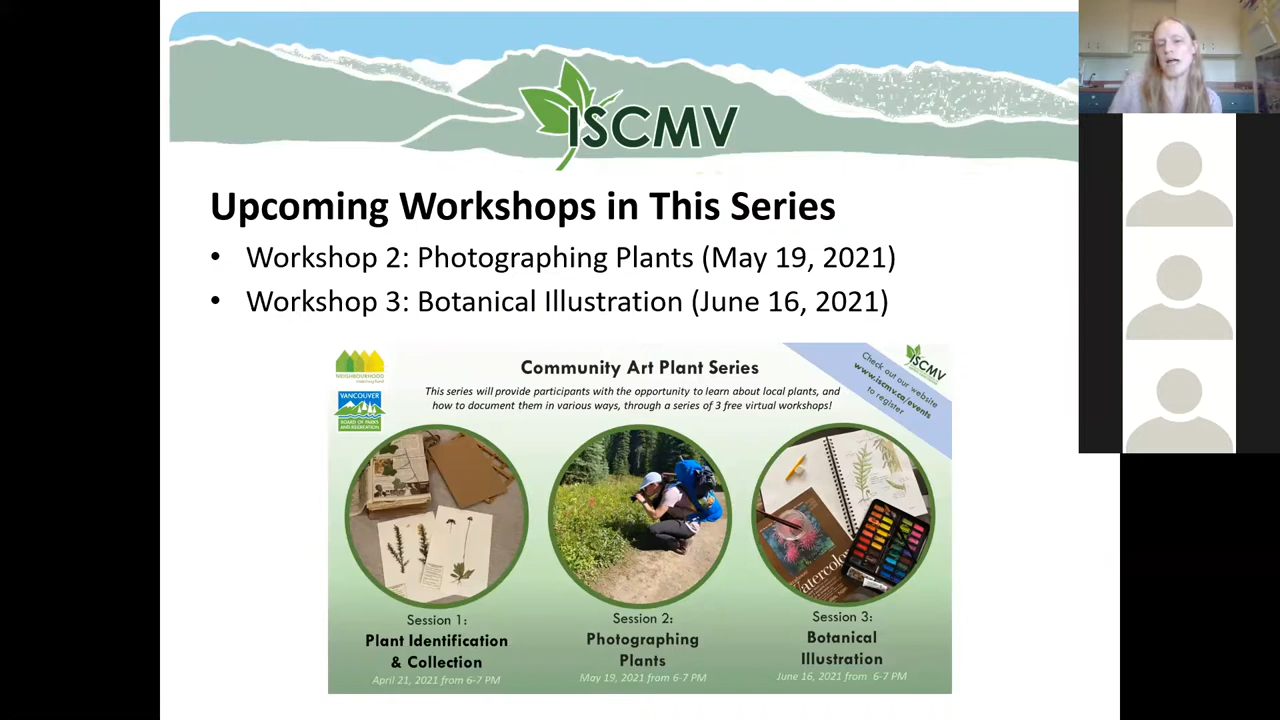 ISCMV
Upcoming Workshops in This Series
• Workshop 2: Photographing Plants (May 19, 2021)
• Workshop 3: Botanical Illustration (June 16, 2021)
NEIGHBOURHOOD
matching fund
VANCOUVER
BOARD OF PARKS
AND RECREATION
Community Art Plant Series
This series will provide participants with the opportunity to learn about local plants, and
how to document them in various ways, through a series of 3 free virtual workshops!
ISCMV
Check out our website
www.iscmv.ca/events
to register
Watercolor
Session 1:
Plant Identification
& Collection
April 21, 2021 from 6-7 PM
Session 2:
Photographing
Plants
May 19, 2021 from 6-7 PM
Session 3:
Botanical
Illustration
June 16, 2021 from 6-7 PM